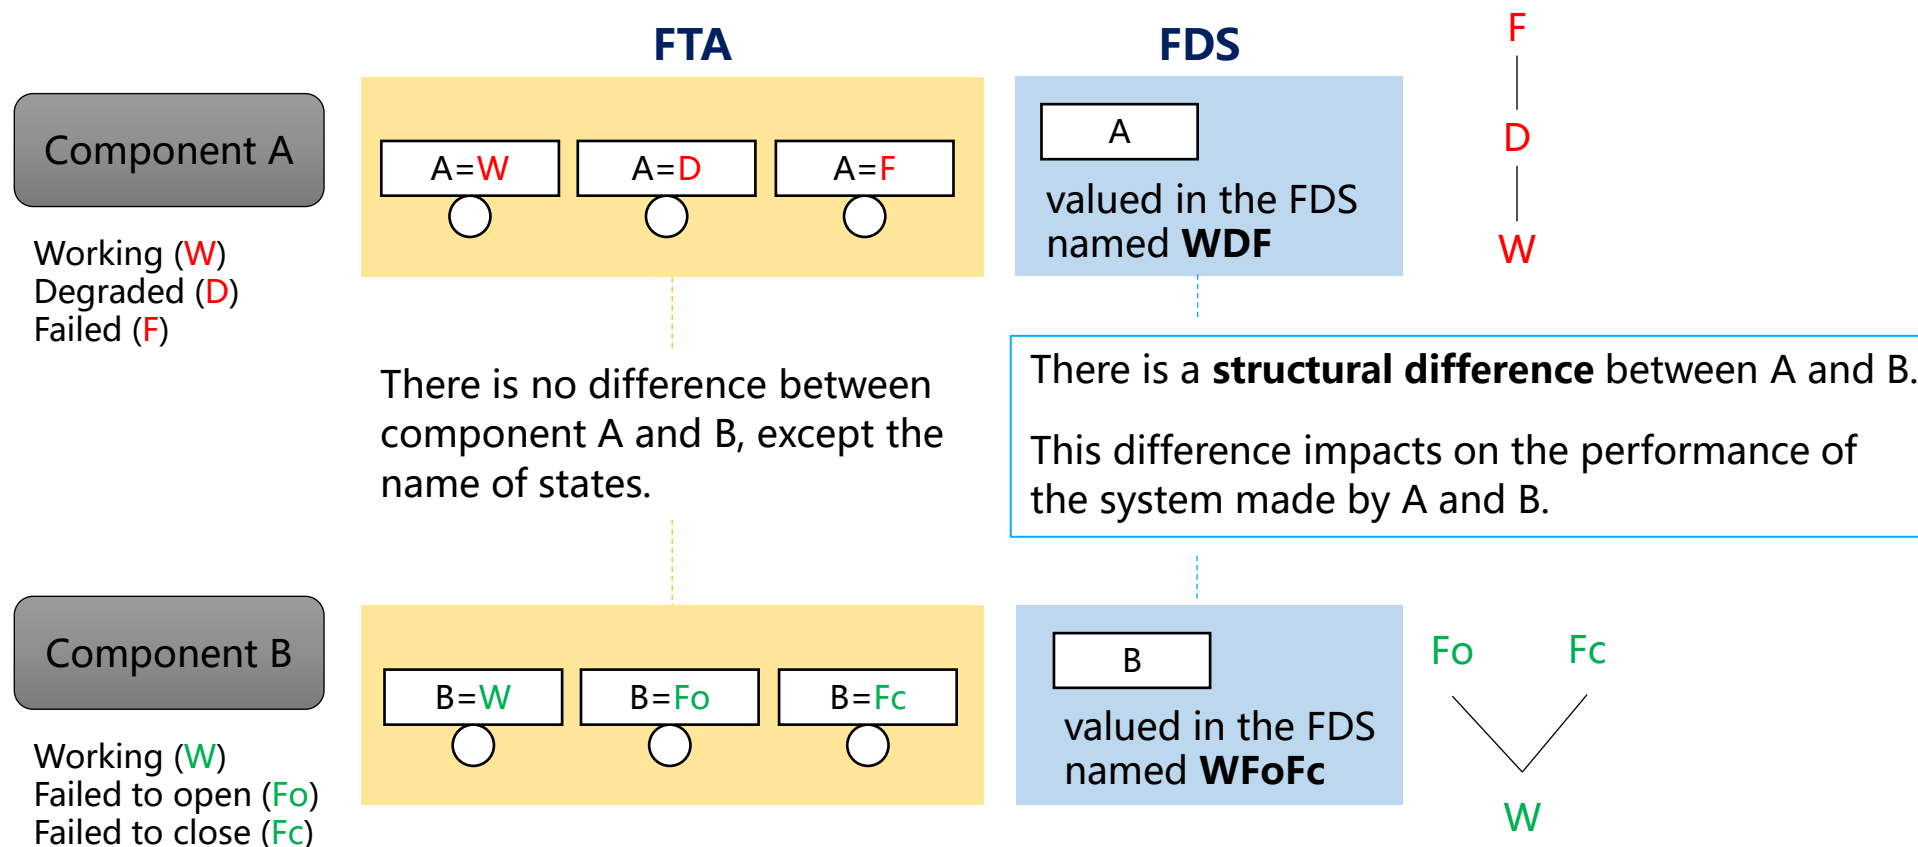 FTA
FDS
Component A
Working (W)
Degraded (D)
Failed (F)
A=W
A=D
A=F
A
valued in the FDS
named WDF
F
D
W
There is no difference between
component A and B, except the
name of states.
There is a structural difference between A and B.
This difference impacts on the performance of
the system made by A and B.
Component B
Working (W)
Failed to open (Fo)
Failed to close (Fc)
B=W
B=Fo
B=Fc
B
valued in the FDS
named WFoFc
Fo
Fc
W